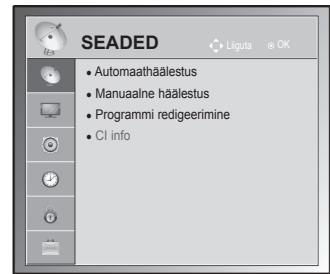 SEADED Liiguta OK
Automaathäälestus
Manuaalne häälestus
Programmi redigeerimine
CI info